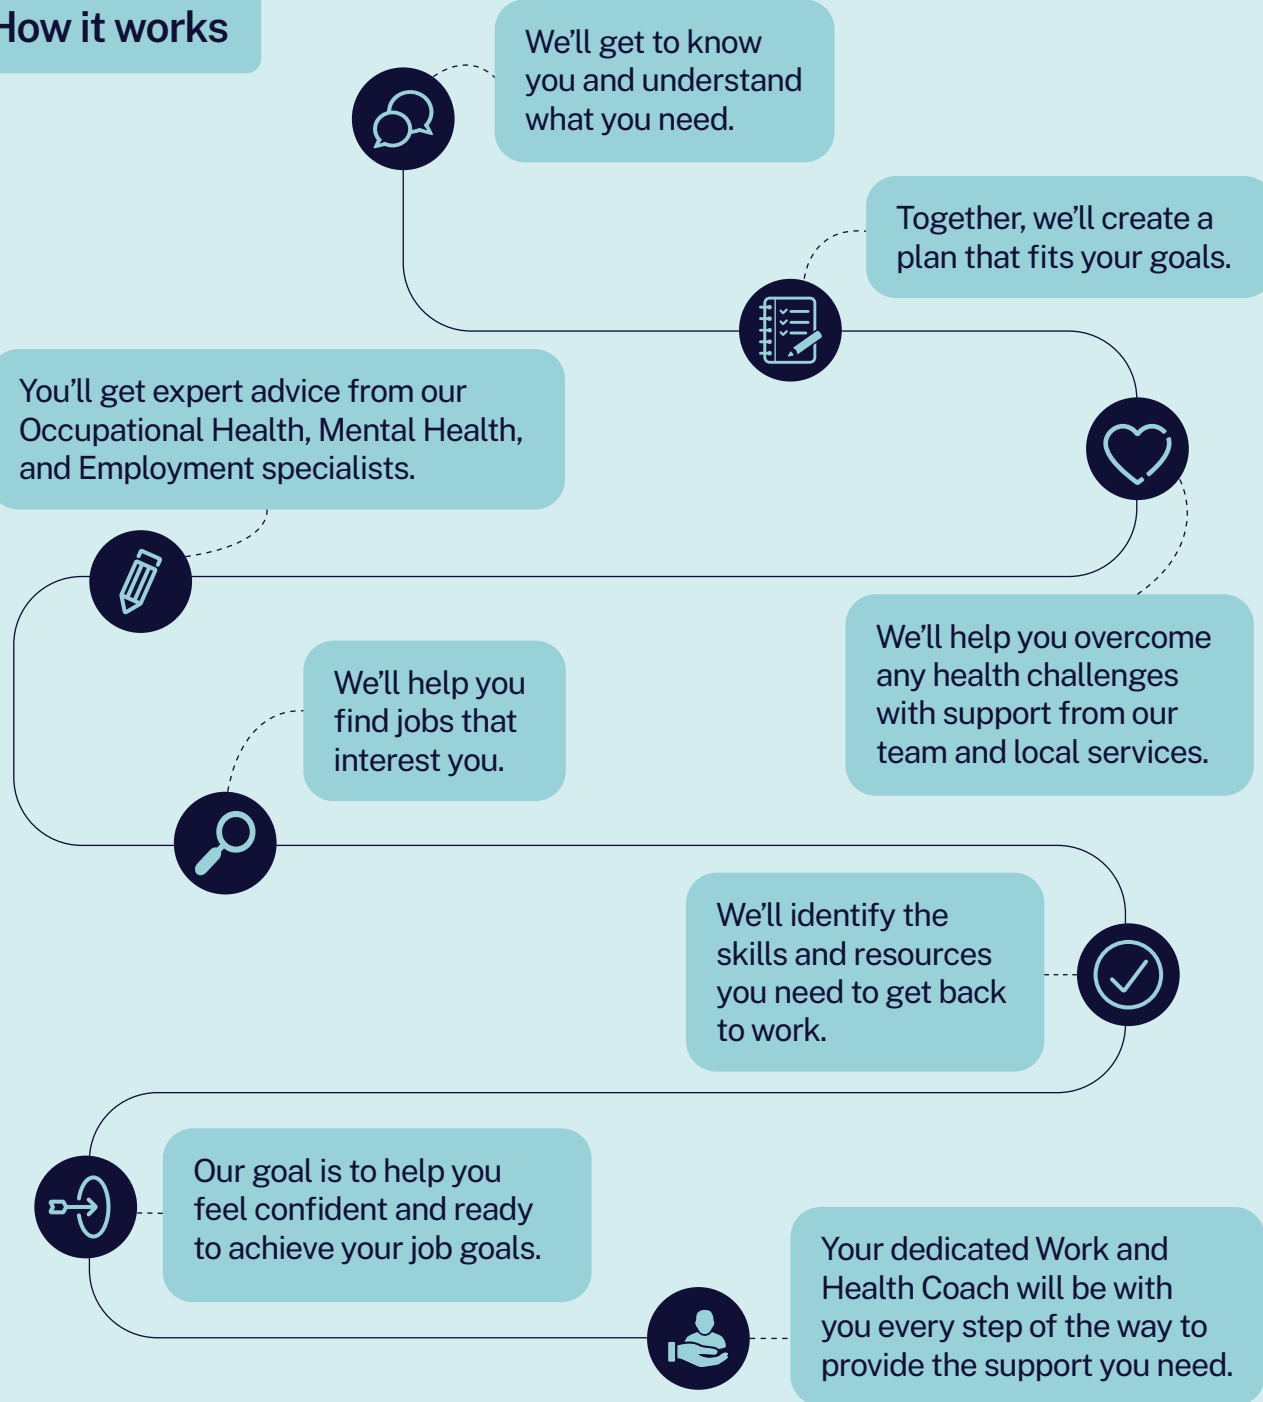 How it works
We’ll get to know
you and understand
what you need.
Together, we’ll create a
plan that fits your goals.
We’ll help you overcome
any health challenges
with support from our
team and local services.
You’ll get expert advice from our
Occupational Health, Mental Health,
and Employment specialists.
We’ll help you
find jobs that
interest you.
We’ll identify the
skills and resources
you need to get back
to work.
Our goal is to help you
feel confident and ready
to achieve your job goals.
Your dedicated Work and
Health Coach will be with
you every step of the way to
provide the support you need.